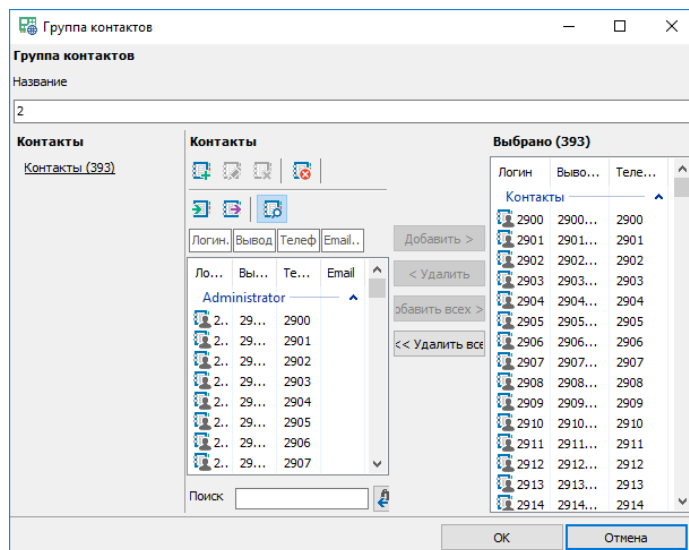 Группа контактов
Группа контактов
Название
2
Контакты
Контакты (393)
Контакты
Логин. Вывод Телеф Email..
Ло... Вы... Те... Email
Administrator
2.. 29... 2900
2.. 29... 2901
2.. 29... 2902
2.. 29... 2903
2.. 29... 2904
2.. 29... 2905
2.. 29... 2906
2.. 29... 2907
Поиск
Добавить >
< Удалить
обавить всех >
<< Удалить все
Выбрано (393)
Логин Выво... Теле...
Контакты
2900 2900... 2900
2901 2901... 2901
2902 2902... 2902
2903 2903... 2903
2904 2904... 2904
2905 2905... 2905
2906 2906... 2906
2907 2907... 2907
2908 2908... 2908
2909 2909... 2909
2910 2910... 2910
2911 2911... 2911
2912 2912... 2912
2913 2913... 2913
2914 2914... 2914
OK Отмена